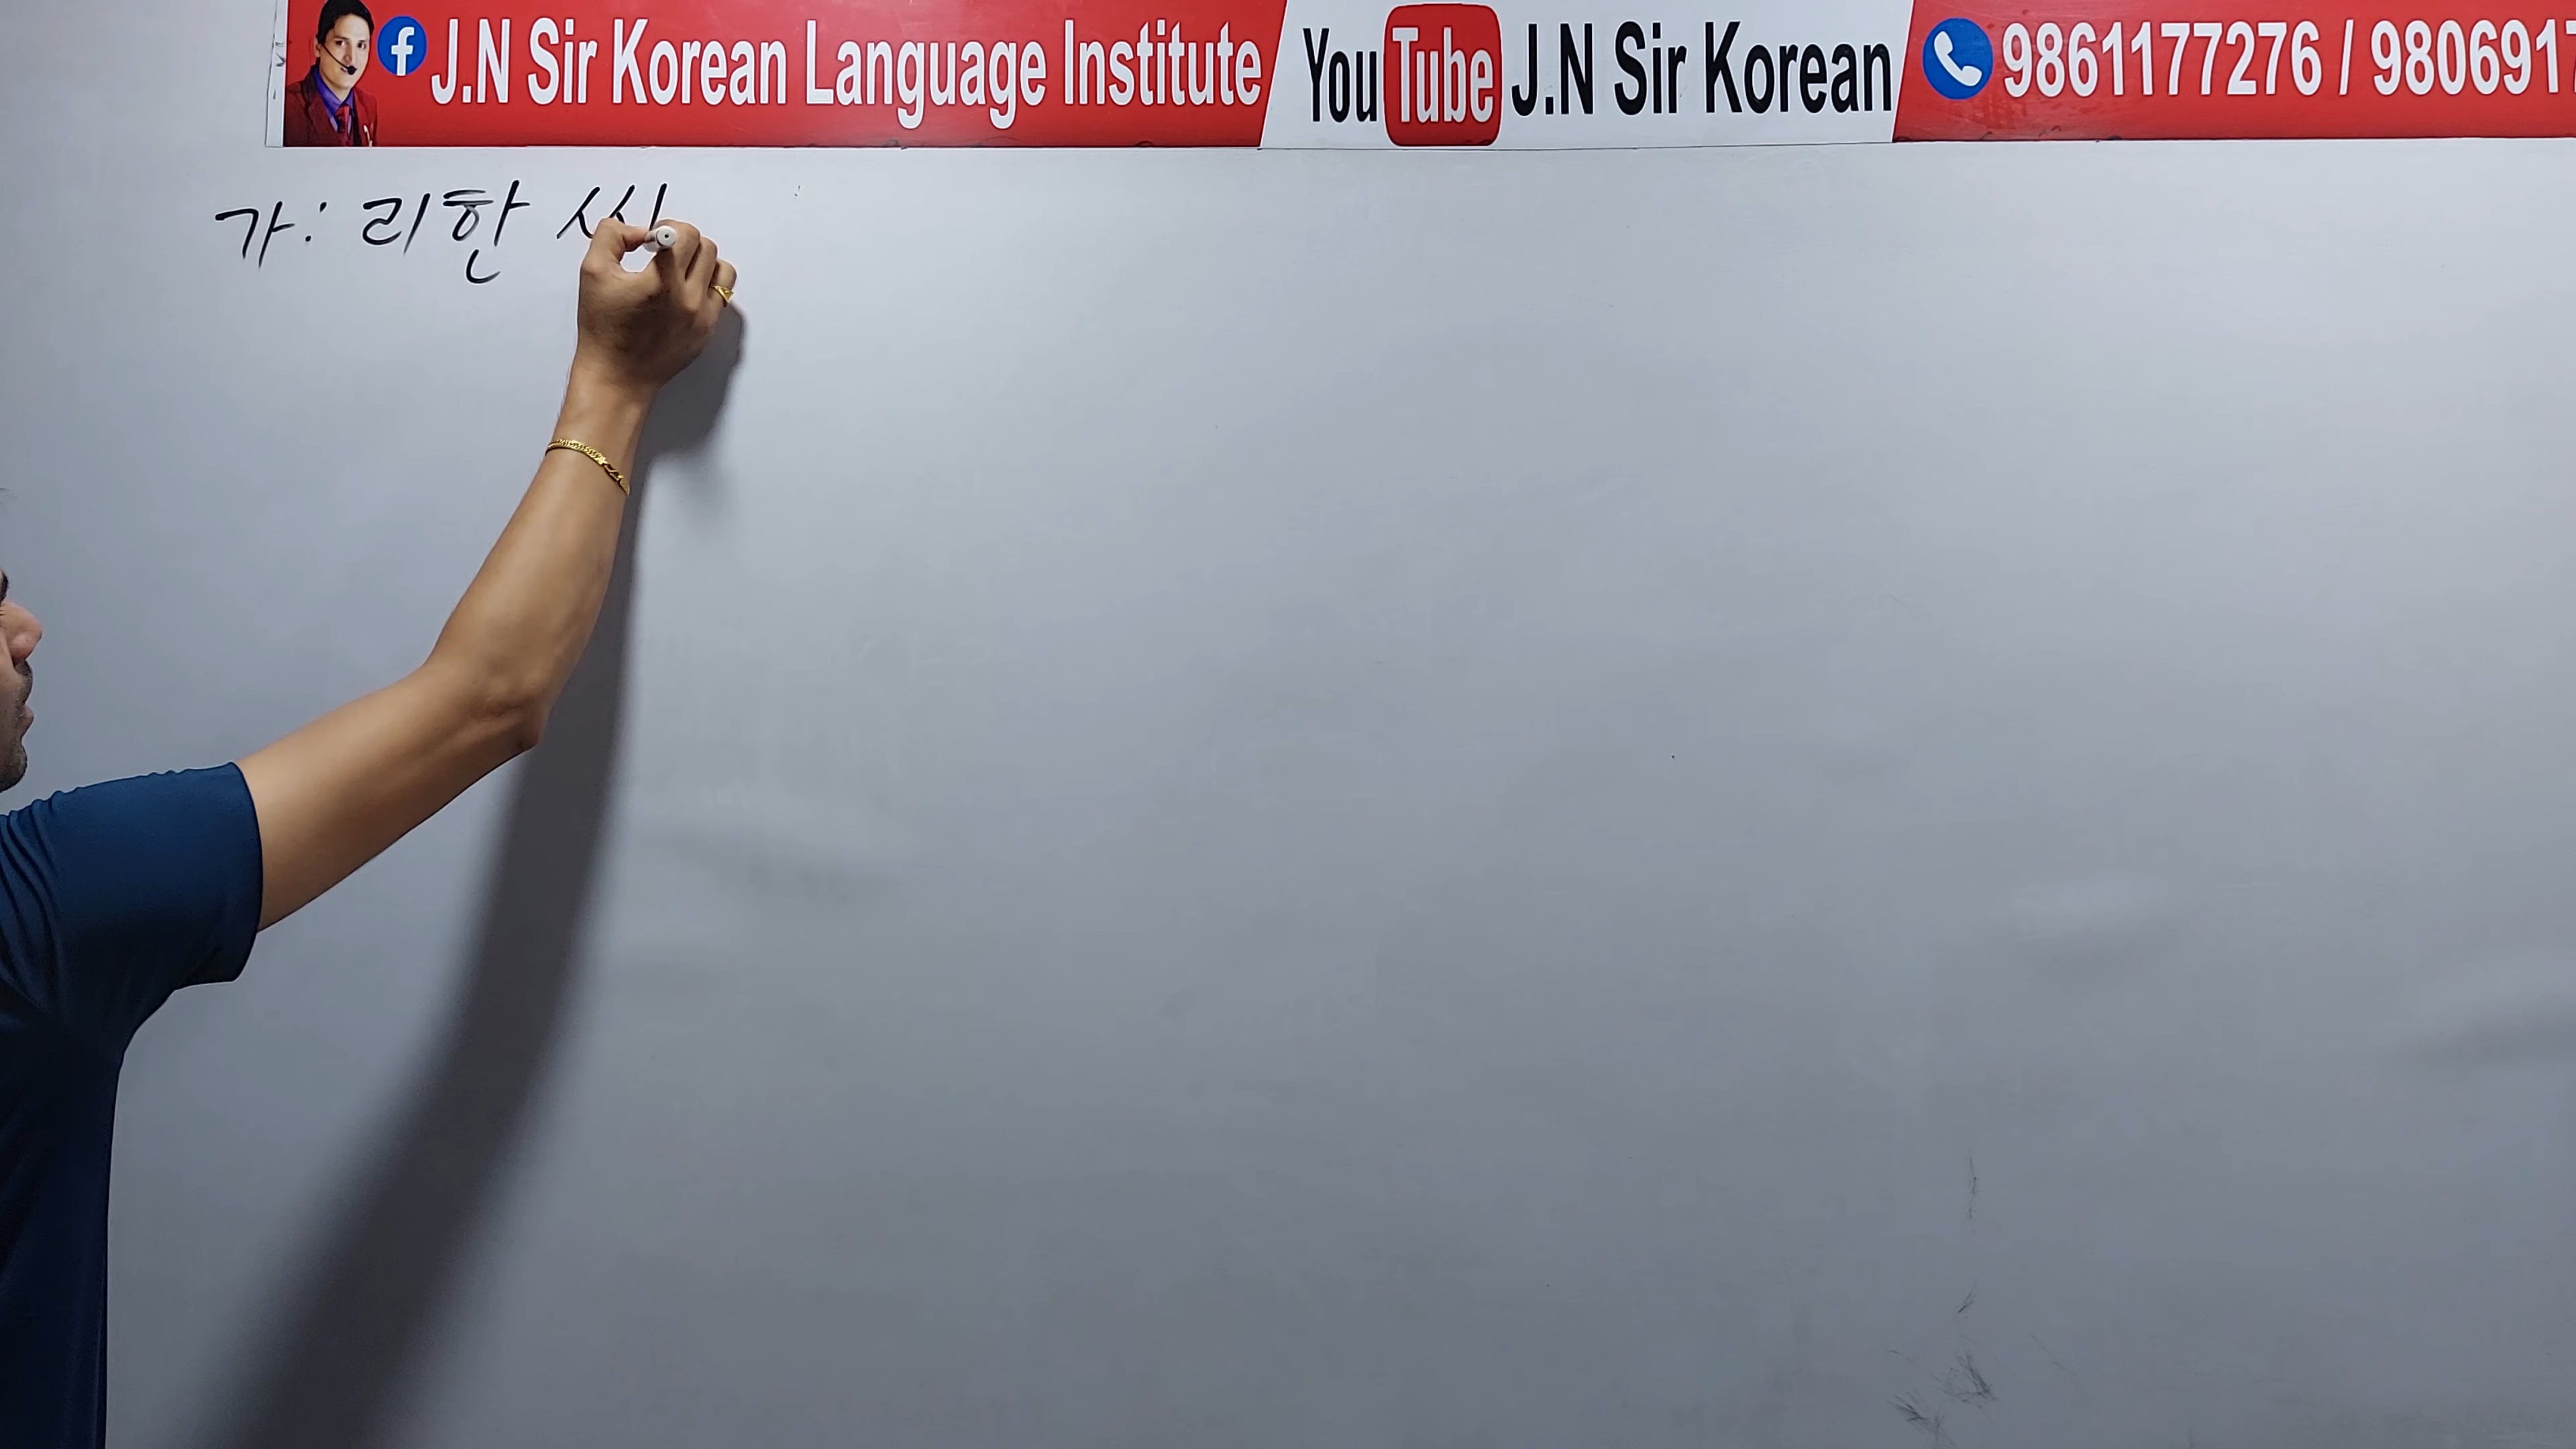 J.N Sir Korean Language Institute YouTube J.N Sir Korean 9861177276 / 980691
가: 리한 씨